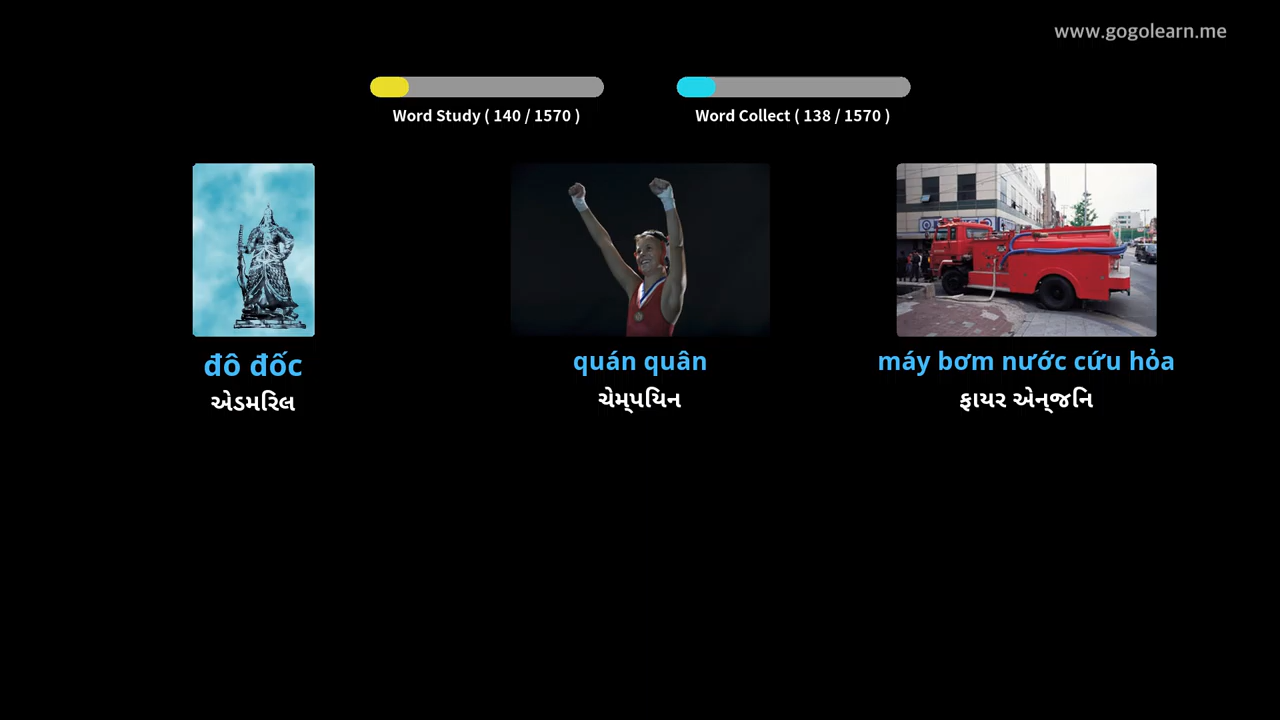 www.gogolearn.me
Word Study ( 140 / 1570 )
Word Collect ( 138 / 1570 )
đô đốc
એડમરિલ
quán quân
ચેમ્પયિન
máy bơm nước cứu hỏa
ફાયર એન્જનિ